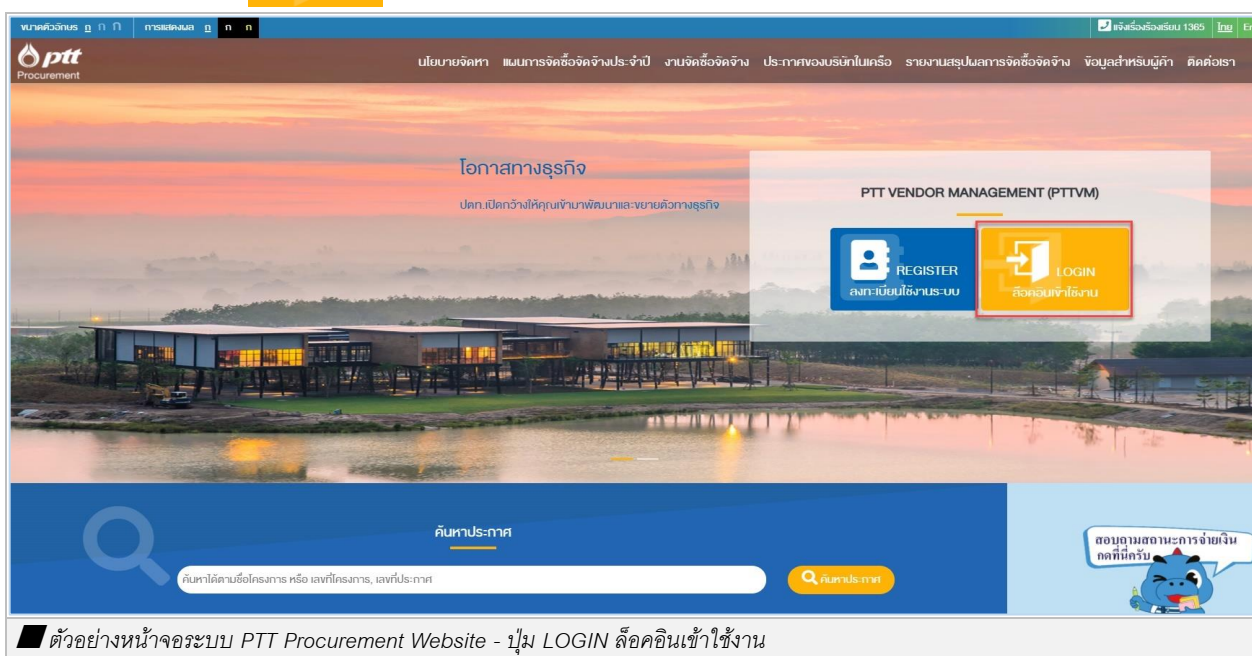 ขนาดตัวอักษร ก ก ก การแสดงผล ก ก ก แจ้งเรื่องร้องเรียน 1365 ไทย
ptt
Procurement
นโยบายจัดหา แผนการจัดซื้อจัดจ้างประจำปี งานจัดซื้อจัดจ้าง ประกาศของบริษัทในเครือ รายงานสรุปผลการจัดซื้อจัดจ้าง ข้อมูลสำหรับผู้ค้า ติดต่อเรา
โอกาสทางธุรกิจ
ปตท.เปิดกว้างให้คุณเข้ามาพัฒนาและขยายตัวทางธุรกิจ
PTT VENDOR MANAGEMENT (PTTVM)
REGISTER
ลงทะเบียนใช้งานระบบ
LOGIN
ล็อคอินเข้าใช้งาน
ค้นหาประกาศ
ค้นหาได้ตามชื่อโครงการ หรือ เลขที่โครงการ, เลขที่ประกาศ
ค้นหาประกาศ
สอบถามสถานะการจ่ายเงิน
กดที่นี่ครับ
ตัวอย่างหน้าจอระบบ PTT Procurement Website - ปุ่ม LOGIN ล็อคอินเข้าใช้งาน